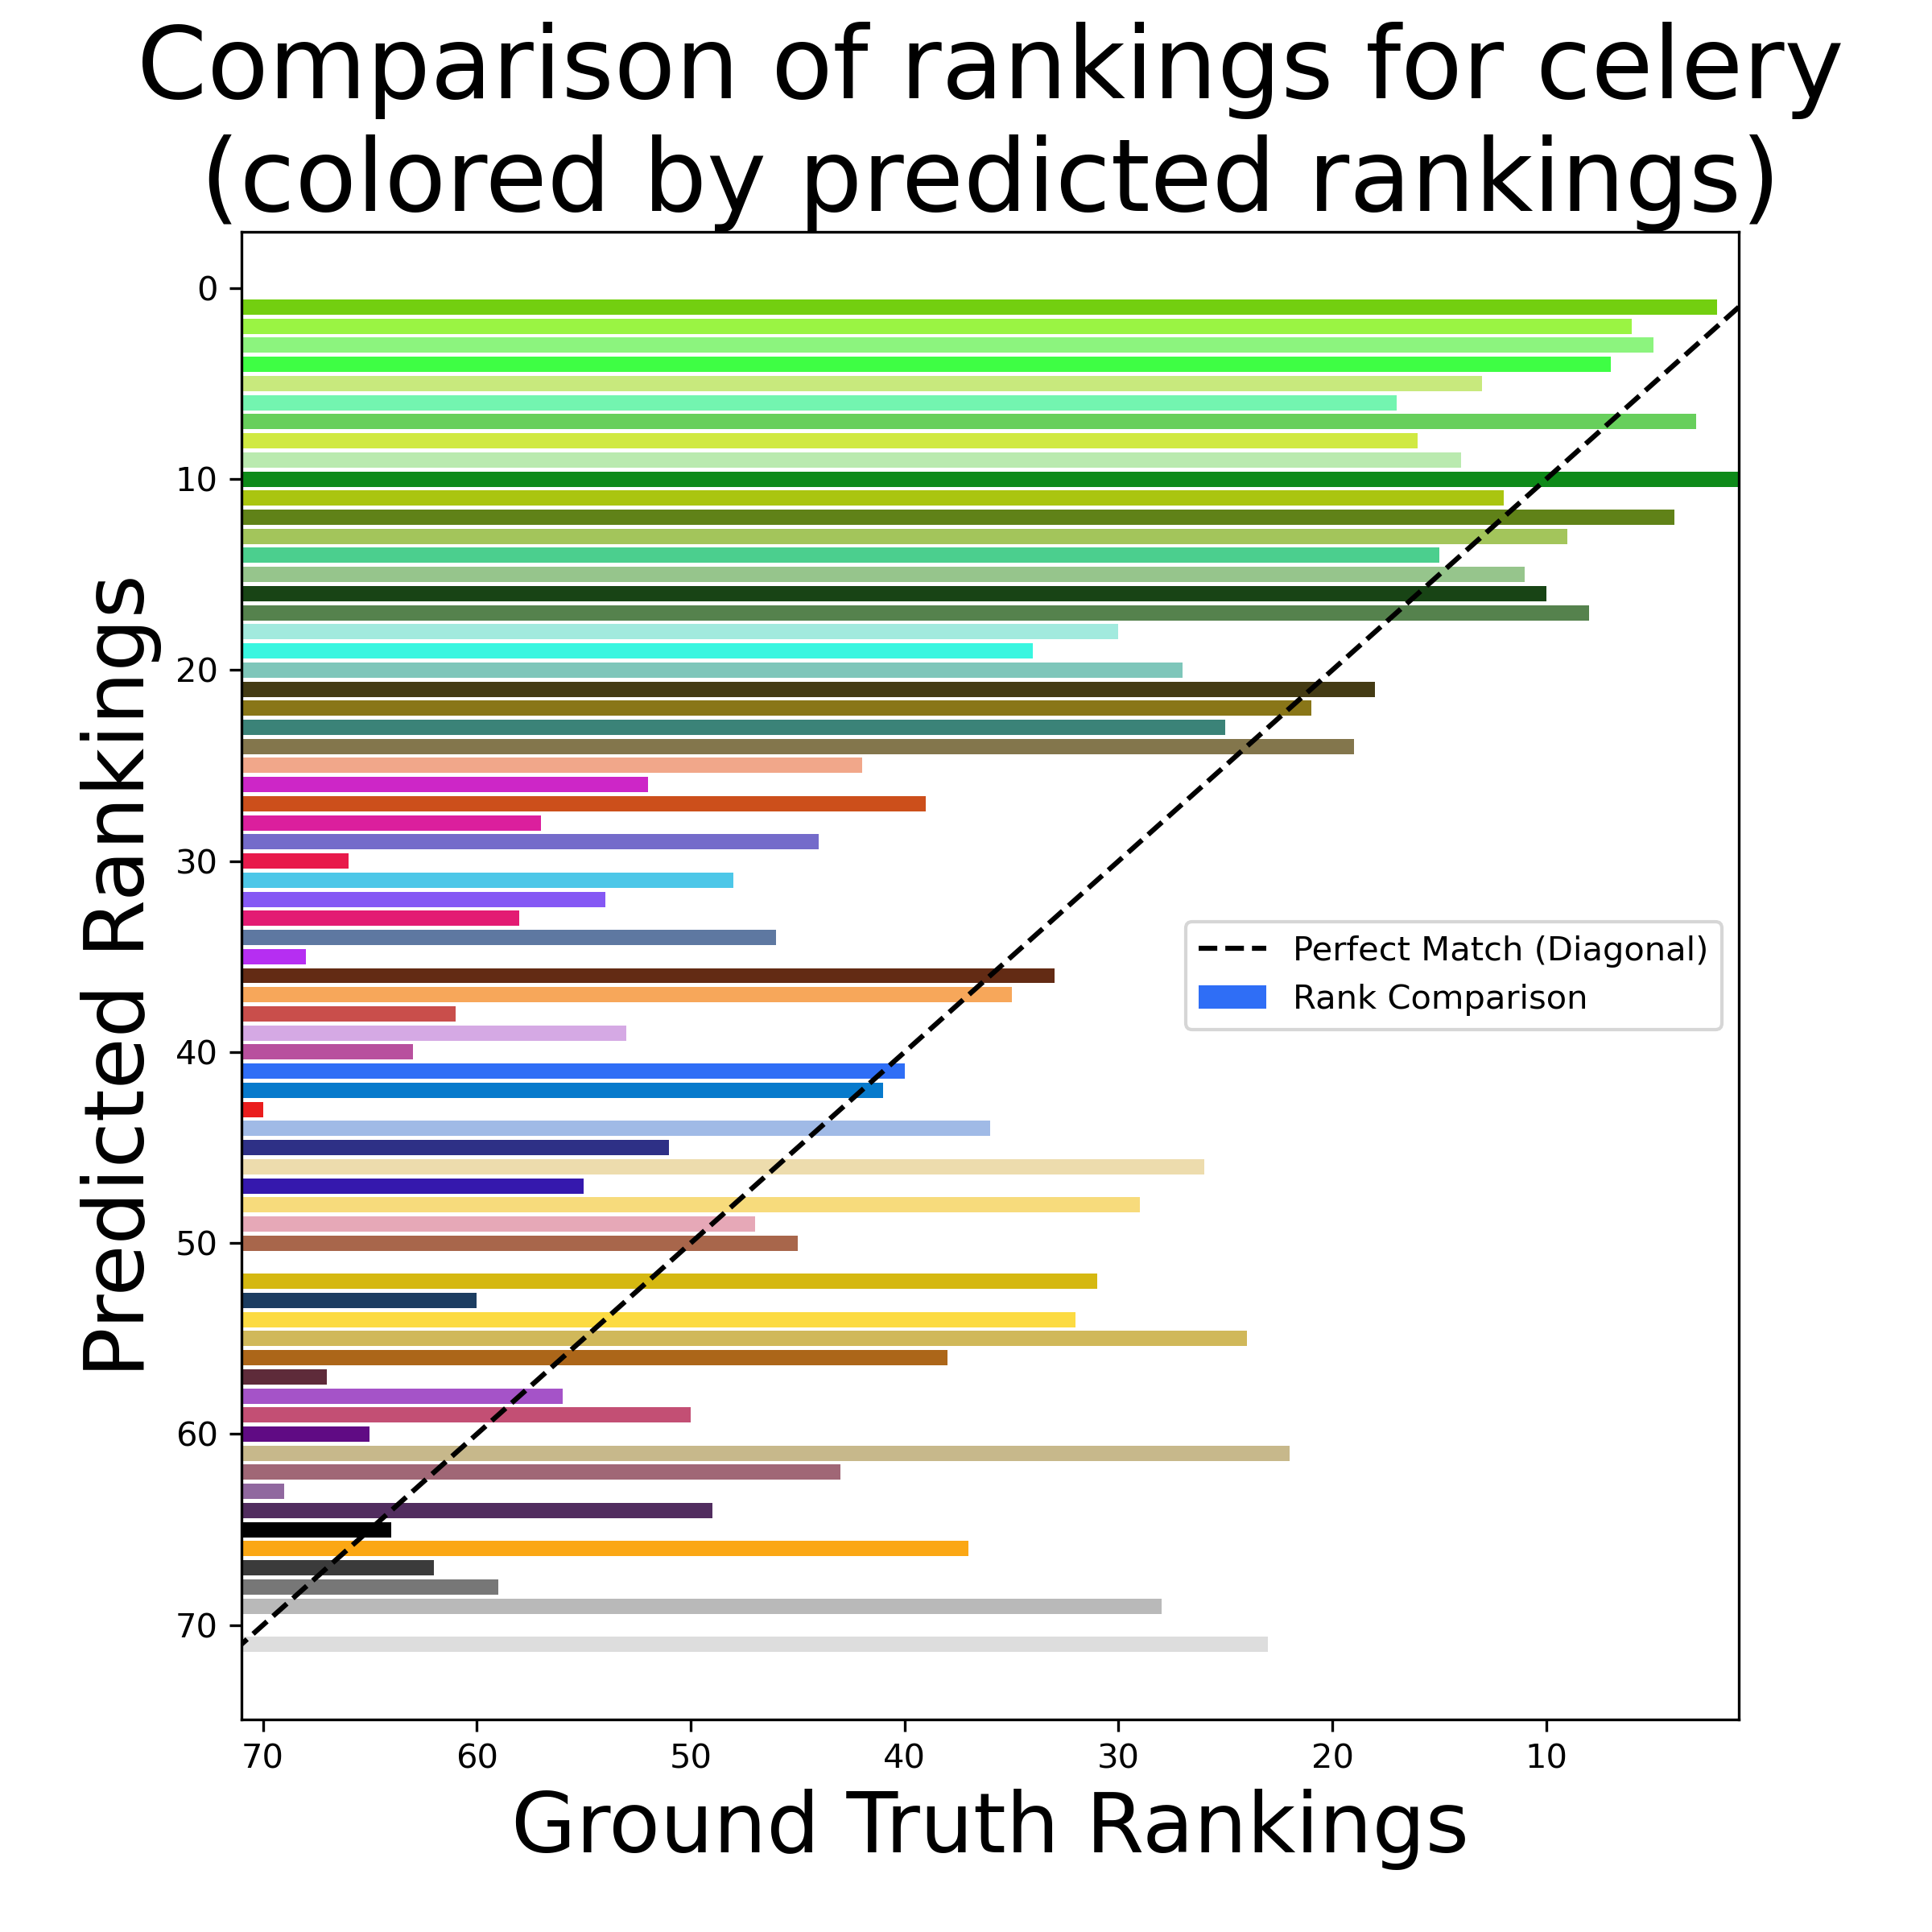 Comparison of rankings for celery
(colored by predicted rankings)
Predicted Rankings
0
10
20
30
40
50
60
70
Perfect Match (Diagonal)
Rank Comparison
70 60 50 40 30 20 10
Ground Truth Rankings